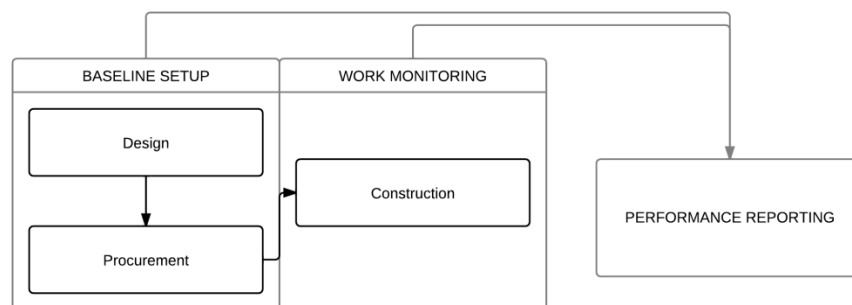 BASELINE SETUP
WORK MONITORING
Design
Construction
Procurement
PERFORMANCE REPORTING